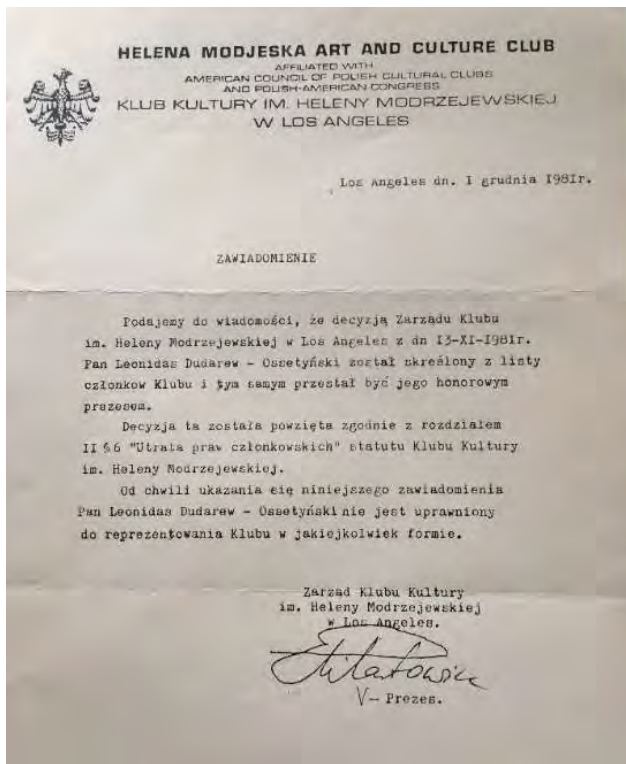 HELENA MODJESKA ART AND CULTURE CLUB
AFFILIATED WITH
AMERICAN COUNCIL OF POLISH CULTURAL CLUBS
AND POLISH-AMERICAN CONGRESS
KLUB KULTURY IM. HELENY MODRZEJEWSKIEJ
W LOS ANGELES
Los Angeles dn. I grudnia I98Ir.
ZAWIADOMIENIE
Podajemy do wiadomości, że decyzją Zarządu Klubu
im. Heleny Modrzejewskiej w Los Angeles z dn I3-XI-I98Ir.
Pan Leonidas Dudarew - Ossetyński został skreślony z listy
członkow Klubu i tym samym przestał być jego honorowym
prezesem.
Decyzja ta została powzięta zgodnie z rozdziałem
II §6 "Utrata praw członkowskich" statutu Klubu Kultury
im. Heleny Modrzejewskiej.
Od chwili ukazania się niniejszego zawiadomienia
Pan Leonidas Dudarew - Ossetyński nie jest uprawniony
do reprezentowania Klubu w jakiejkolwiek formie.
Zarząd Klubu Kultury
im. Heleny Modrzejewskiej
w Los Angeles.
V- Prezes.